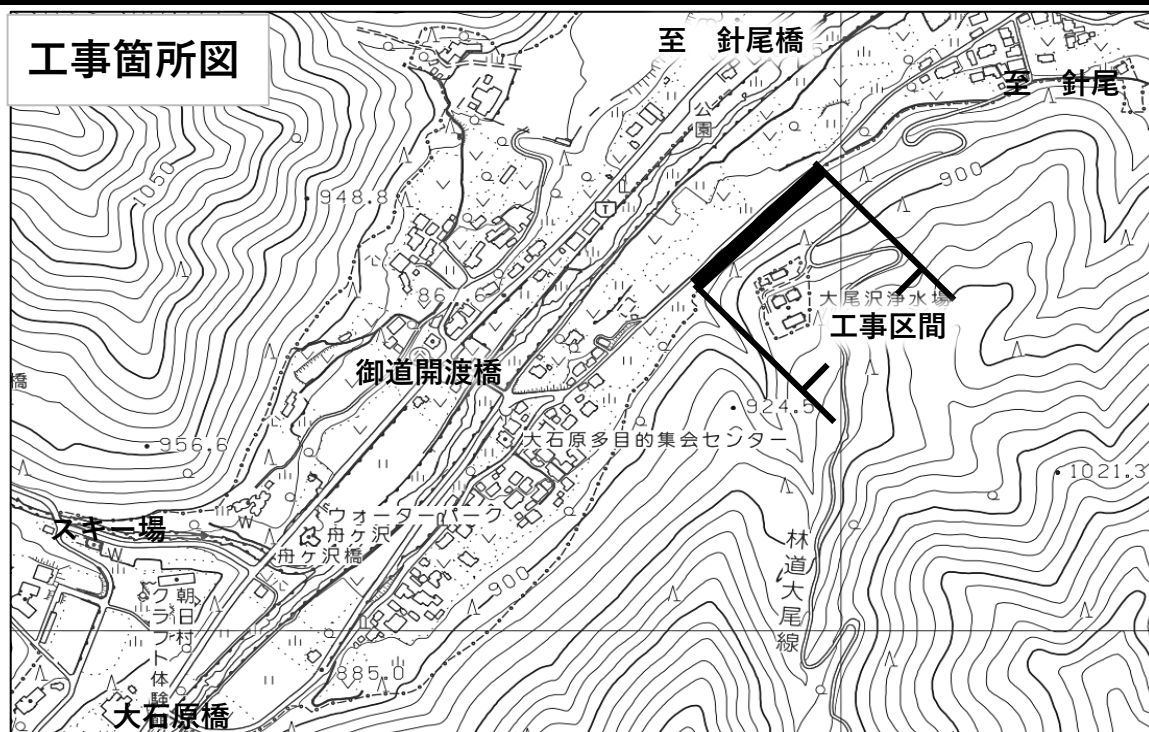 工事箇所図
至 針尾橋
至 針尾
公園
1050
948.8
900
大尾沢浄水場
工事区間
御道開渡橋
橋
924.5
956.6
大石原多目的集会センター
1021.3
ウォーターパーク
舟ヶ沢
舟ヶ沢橋
スキー場
W
W
林道大尾線
900
朝日村
クラフト体験
885.0
大石原橋